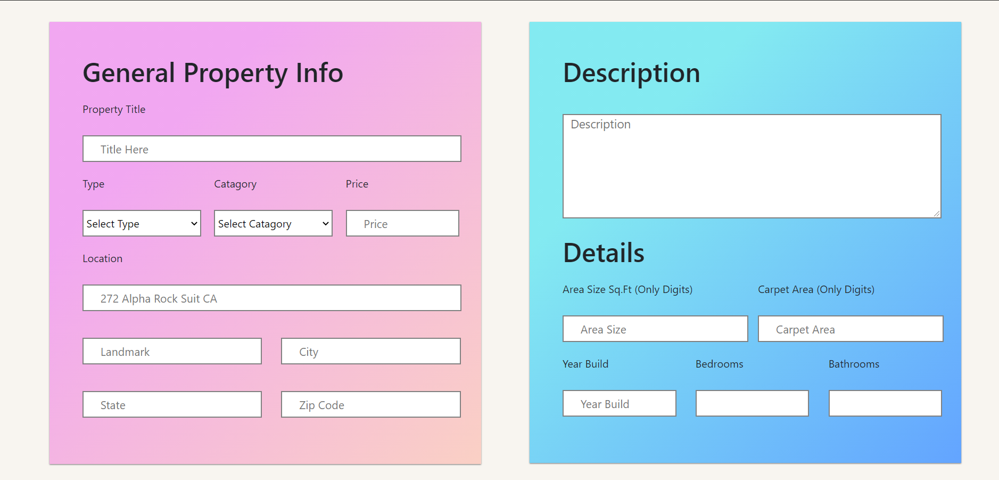 General Property Info
Property Title
Title Here
Type Catagory Price
Select Type Select Catagory Price
Location
272 Alpha Rock Suit CA
Landmark City
State Zip Code
Description
Description
Details
Area Size Sq.Ft (Only Digits) Carpet Area (Only Digits)
Area Size Carpet Area
Year Build Bedrooms Bathrooms
Year Build